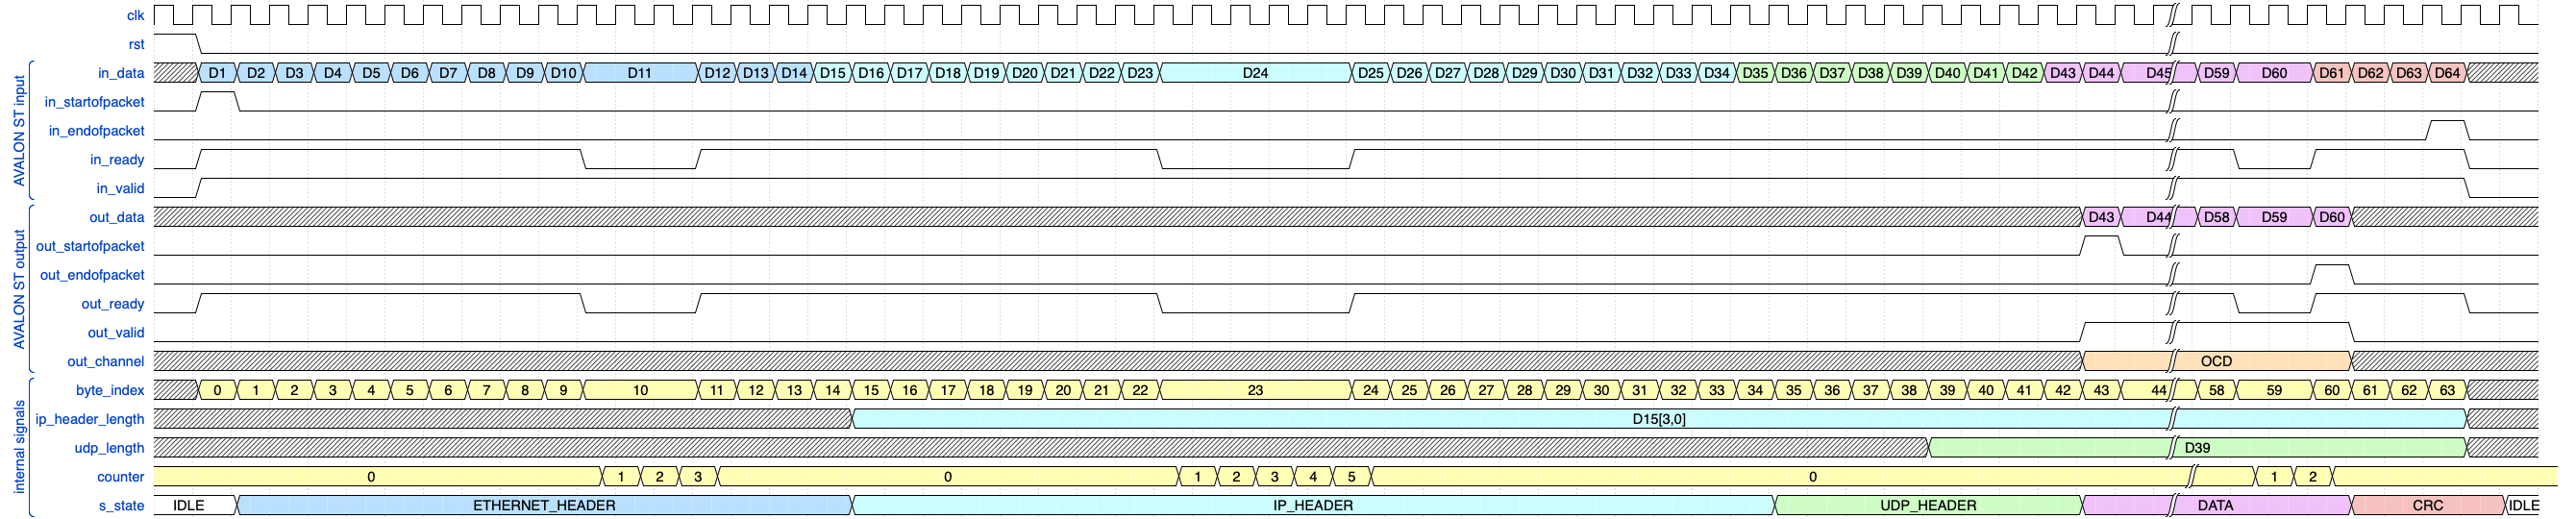 clk
rst
AVALON ST input
in_data D1 D2 D3 D4 D5 D6 D7 D8 D9 D10 D11 D12 D13 D14 D15 D16 D17 D18 D19 D20 D21 D22 D23 D24 D25 D26 D27 D28 D29 D30 D31 D32 D33 D34 D35 D36 D37 D38 D39 D40 D41 D42 D43 D44 D45 D59 D60 D61 D62 D63 D64
in_startofpacket
in_endofpacket
in_ready
in_valid
AVALON ST output
out_data D43 D44 D58 D59 D60
out_startofpacket
out_endofpacket
out_ready
out_valid
out_channel OCD
internal signals
byte_index 0 1 2 3 4 5 6 7 8 9 10 11 12 13 14 15 16 17 18 19 20 21 22 23 24 25 26 27 28 29 30 31 32 33 34 35 36 37 38 39 40 41 42 43 44 58 59 60 61 62 63
ip_header_length D15[3,0]
udp_length D39
counter 0 1 2 3 0 1 2 3 4 5 0 1 2
s_state IDLE ETHERNET_HEADER IP_HEADER UDP_HEADER DATA CRC IDLE